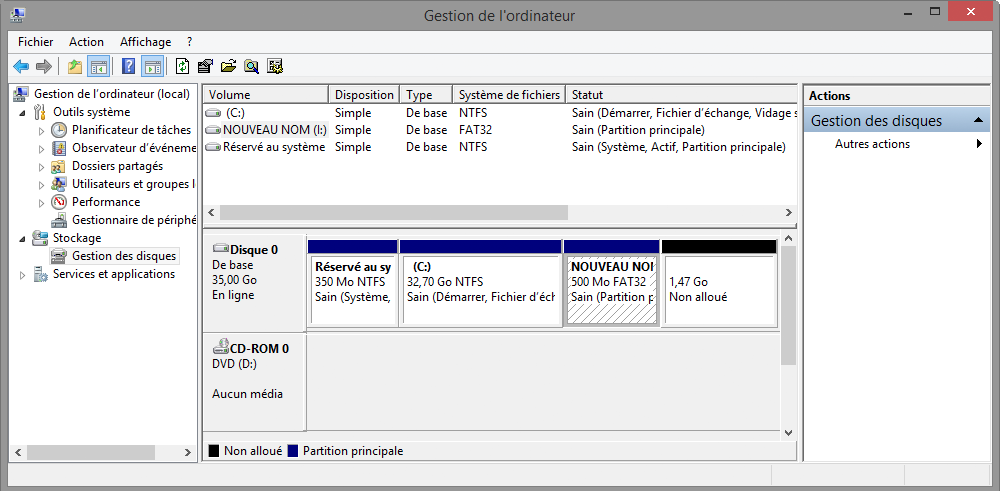 Gestion de l'ordinateur
Fichier Action Affichage ?
Gestion de l'ordinateur (local)
Outils système
Planificateur de tâches
Observateur d'événeme
Dossiers partagés
Utilisateurs et groupes l
Performance
Gestionnaire de périphé
Stockage
Gestion des disques
Services et applications
Volume Disposition Type Système de fichiers Statut
(C:) Simple De base NTFS Sain (Démarrer, Fichier d'échange, Vidage s
NOUVEAU NOM (I:) Simple De base FAT32 Sain (Partition principale)
Réservé au système Simple De base NTFS Sain (Système, Actif, Partition principale)
Disque 0
De base
35,00 Go
En ligne
Réservé au sy
350 Mo NTFS
Sain (Système,
(C:)
32,70 Go NTFS
Sain (Démarrer, Fichier d'éch
NOUVEAU NOI
500 Mo FAT32
Sain (Partition p
1,47 Go
Non alloué
CD-ROM 0
DVD (D:)
Aucun média
Non alloué Partition principale
Actions
Gestion des disques
Autres actions